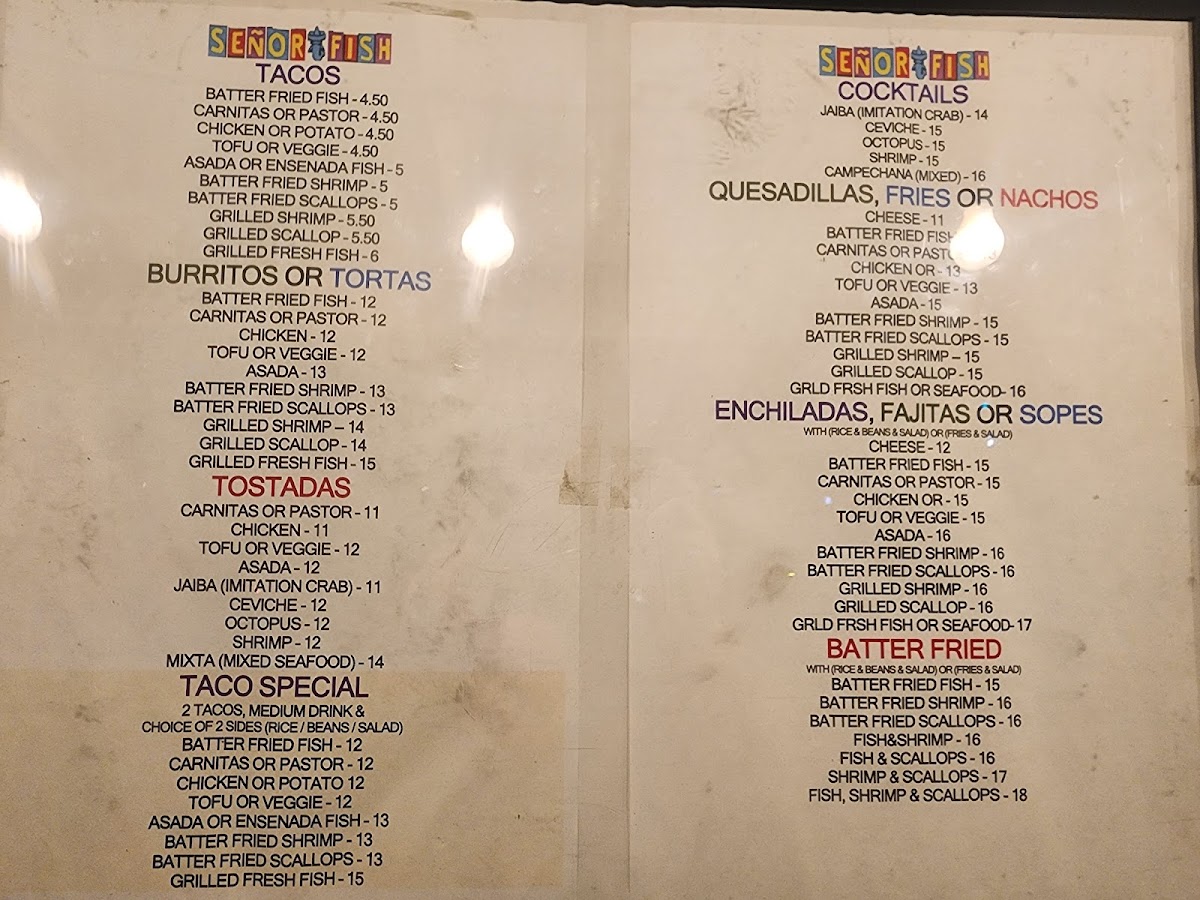 SEÑOR FISH
TACOS
BATTER FRIED FISH - 4.50
CARNITAS OR PASTOR - 4.50
CHICKEN OR POTATO - 4.50
TOFU OR VEGGIE - 4.50
ASADA OR ENSENADA FISH - 5
BATTER FRIED SHRIMP - 5
BATTER FRIED SCALLOPS - 5
GRILLED SHRIMP - 5.50
GRILLED SCALLOP - 5.50
GRILLED FRESH FISH - 6
BURRITOS OR TORTAS
BATTER FRIED FISH - 12
CARNITAS OR PASTOR - 12
CHICKEN - 12
TOFU OR VEGGIE - 12
ASADA - 13
BATTER FRIED SHRIMP - 13
BATTER FRIED SCALLOPS - 13
GRILLED SHRIMP – 14
GRILLED SCALLOP - 14
GRILLED FRESH FISH - 15
TOSTADAS
CARNITAS OR PASTOR - 11
CHICKEN - 11
TOFU OR VEGGIE - 12
ASADA - 12
JAIBA (IMITATION CRAB) - 11
CEVICHE - 12
OCTOPUS - 12
SHRIMP - 12
MIXTA (MIXED SEAFOOD) - 14
TACO SPECIAL
2 TACOS, MEDIUM DRINK &
CHOICE OF 2 SIDES (RICE / BEANS / SALAD)
BATTER FRIED FISH - 12
CARNITAS OR PASTOR - 12
CHICKEN OR POTATO 12
TOFU OR VEGGIE - 12
ASADA OR ENSENADA FISH - 13
BATTER FRIED SHRIMP - 13
BATTER FRIED SCALLOPS - 13
GRILLED FRESH FISH - 15
SEÑOR FISH
COCKTAILS
JAIBA (IMITATION CRAB) - 14
CEVICHE - 15
OCTOPUS - 15
SHRIMP - 15
CAMPECHANA (MIXED) - 16
QUESADILLAS, FRIES OR NACHOS
CHEESE - 11
BATTER FRIED FISH
CARNITAS OR PASTOR
CHICKEN OR - 13
TOFU OR VEGGIE - 13
ASADA - 15
BATTER FRIED SHRIMP - 15
BATTER FRIED SCALLOPS - 15
GRILLED SHRIMP – 15
GRILLED SCALLOP - 15
GRLD FRSH FISH OR SEAFOOD- 16
ENCHILADAS, FAJITAS OR SOPES
WITH (RICE & BEANS & SALAD) OR (FRIES & SALAD)
CHEESE - 12
BATTER FRIED FISH - 15
CARNITAS OR PASTOR - 15
CHICKEN OR - 15
TOFU OR VEGGIE - 15
ASADA - 16
BATTER FRIED SHRIMP - 16
BATTER FRIED SCALLOPS - 16
GRILLED SHRIMP - 16
GRILLED SCALLOP - 16
GRLD FRSH FISH OR SEAFOOD- 17
BATTER FRIED
WITH (RICE & BEANS & SALAD) OR (FRIES & SALAD)
BATTER FRIED FISH - 15
BATTER FRIED SHRIMP - 16
BATTER FRIED SCALLOPS - 16
FISH&SHRIMP - 16
FISH & SCALLOPS - 16
SHRIMP & SCALLOPS - 17
FISH, SHRIMP & SCALLOPS - 18